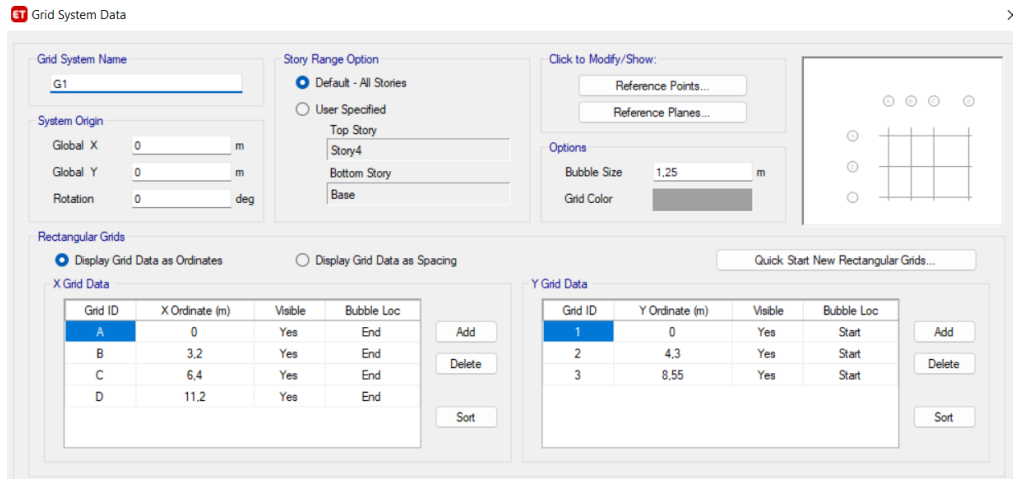 ET Grid System Data
Grid System Name
G1
System Origin
Global X 0 m
Global Y 0 m
Rotation 0 deg
Story Range Option
Default - All Stories
User Specified
Top Story
Story4
Bottom Story
Base
Click to Modify/Show:
Reference Points...
Reference Planes...
Options
Bubble Size 1,25 m
Grid Color
A B C D
3
2
1
Rectangular Grids
Display Grid Data as Ordinates Display Grid Data as Spacing Quick Start New Rectangular Grids...
X Grid Data
Grid ID X Ordinate (m) Visible Bubble Loc
A 0 Yes End
B 3,2 Yes End
C 6,4 Yes End
D 11,2 Yes End
Add
Delete
Sort
Y Grid Data
Grid ID Y Ordinate (m) Visible Bubble Loc
1 0 Yes Start
2 4,3 Yes Start
3 8,55 Yes Start
Add
Delete
Sort